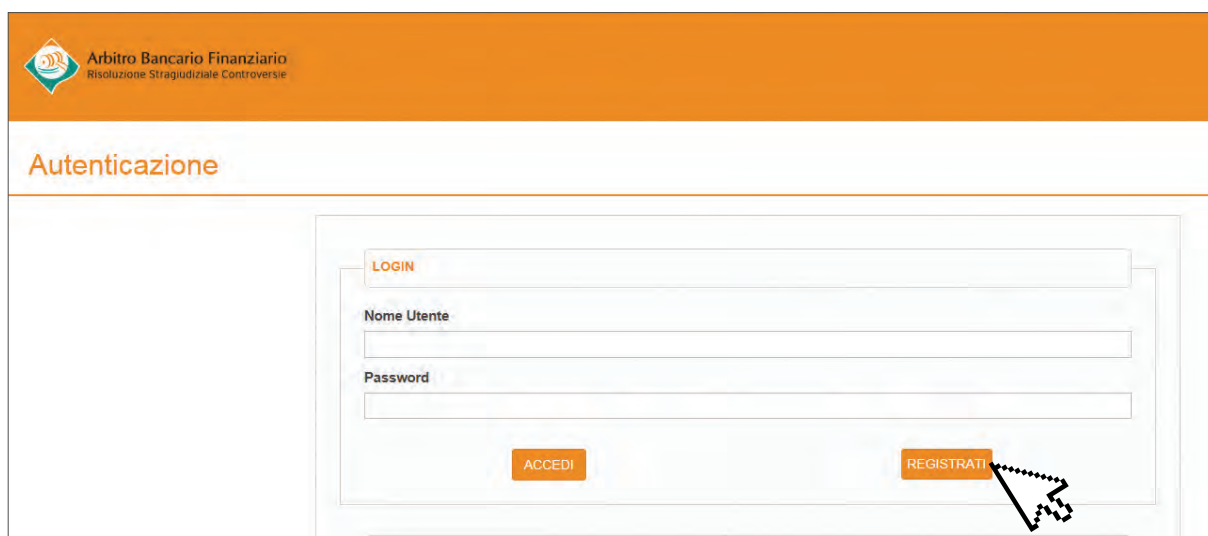 Arbitro Bancario Finanziario
Risoluzione Stragiudiziale Controversie
Autenticazione
LOGIN
Nome Utente
Password
ACCEDI
REGISTRATI